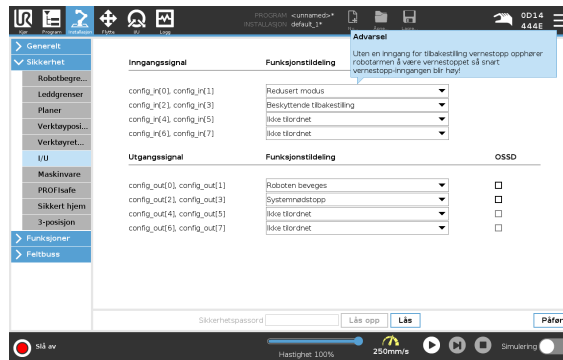 Kjør Program Installasjon Flytte I/U Logg
PROGRAM <unnamed>*
INSTALLASJON default_1*
0D14
444E
Advarsel
Uten en inngang for tilbakestilling vernestopp opphører
robotarmen å være vernestoppet så snart
vernestopp-inngangen blir høy!
Generelt
Sikkerhet
Robotbegre...
Leddgrenser
Planer
Verktøyposi...
Verktøyret...
I/U
Maskinvare
PROFIsafe
Sikkert hjem
3-posisjon
Funksjoner
Feltbuss
Inngangssignal Funksjonstildeling
config_in[0], config_in[1] Redusert modus
config_in[2], config_in[3] Beskyttende tilbakestilling
config_in[4], config_in[5] Ikke tilordnet
config_in[6], config_in[7] Ikke tilordnet
Utgangssignal Funksjonstildeling OSSD
config_out[0], config_out[1] Roboten beveges
config_out[2], config_out[3] Systemnødstopp
config_out[4], config_out[5] Ikke tilordnet
config_out[6], config_out[7] Ikke tilordnet
Sikkerhetspassord Lås opp Lås Påfør
Slå av Hastighet 100% 250mm/s Simulering